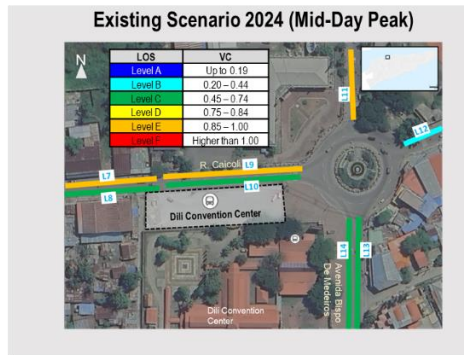 Existing Scenario 2024 (Mid-Day Peak)
N
LOS VC
Level A Up to 0.19
Level B 0.20 – 0.44
Level C 0.45 – 0.74
Level D 0.75 – 0.84
Level E 0.85 – 1.00
Level F Higher than 1.00
L11
L12
R. Caicoli L9
L7
L10
L8
Dili Convention Center
L14
L13
Avenida Bispo
De Medeiros
Dili Convention
Center